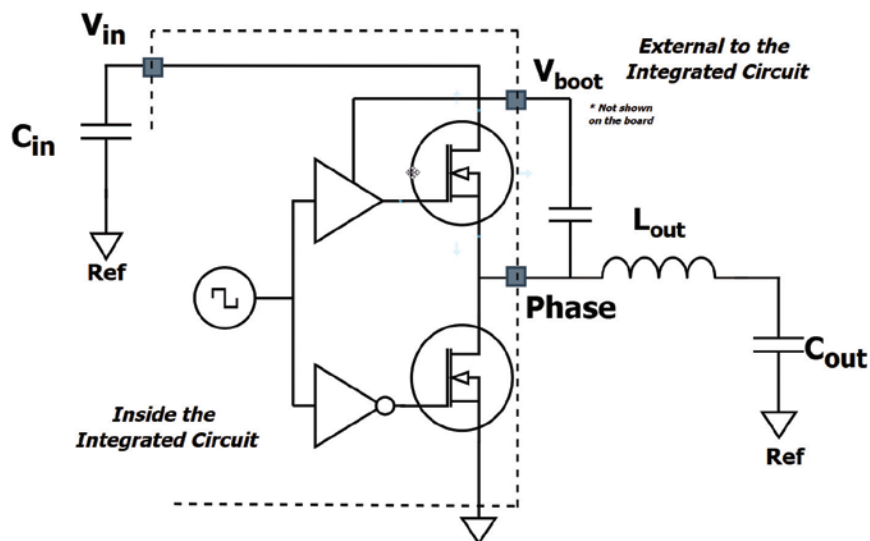 Vin
External to the
Integrated Circuit
Vboot
* Not shown
on the board
Cin
Lout
Ref
Phase
Cout
Inside the
Integrated Circuit
Ref